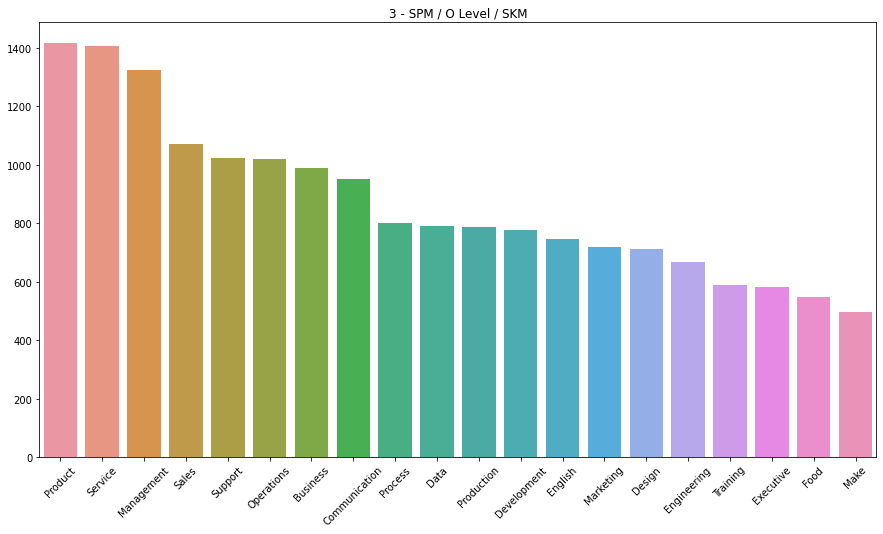 3 - SPM / O Level / SKM
1400
1200
1000
800
600
400
200
0
Product
Service
Management
Sales
Support
Operations
Business
Communication
Process
Data
Production
Development
English
Marketing
Design
Engineering
Training
Executive
Food
Make